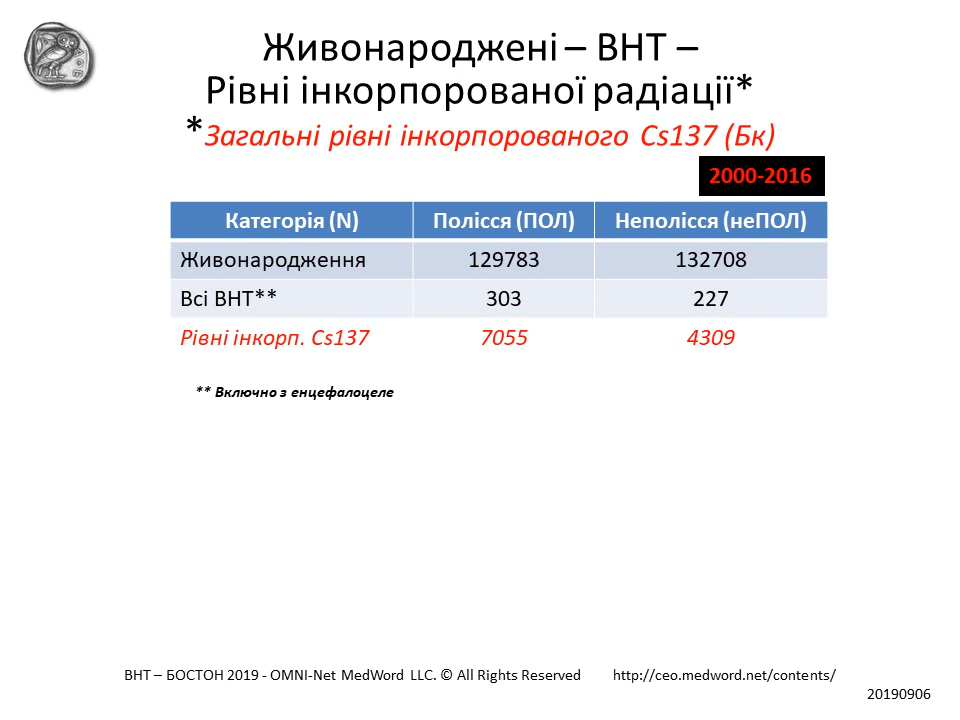 Живонароджені – ВНТ –
Рівні інкорпорованої радіації*
*Загальні рівні інкорпорованого Cs137 (Бк)
2000-2016
Категорія (N) Полісся (ПОЛ) Неполісся (неПОЛ)
Живонародження 129783 132708
Всі ВНТ** 303 227
Рівні інкорп. Cs137 7055 4309
** Включно з енцефалоцеле
ВНТ – БОСТОН 2019 - OMNI-Net MedWord LLC. © All Rights Reserved http://ceo.medword.net/contents/
20190906